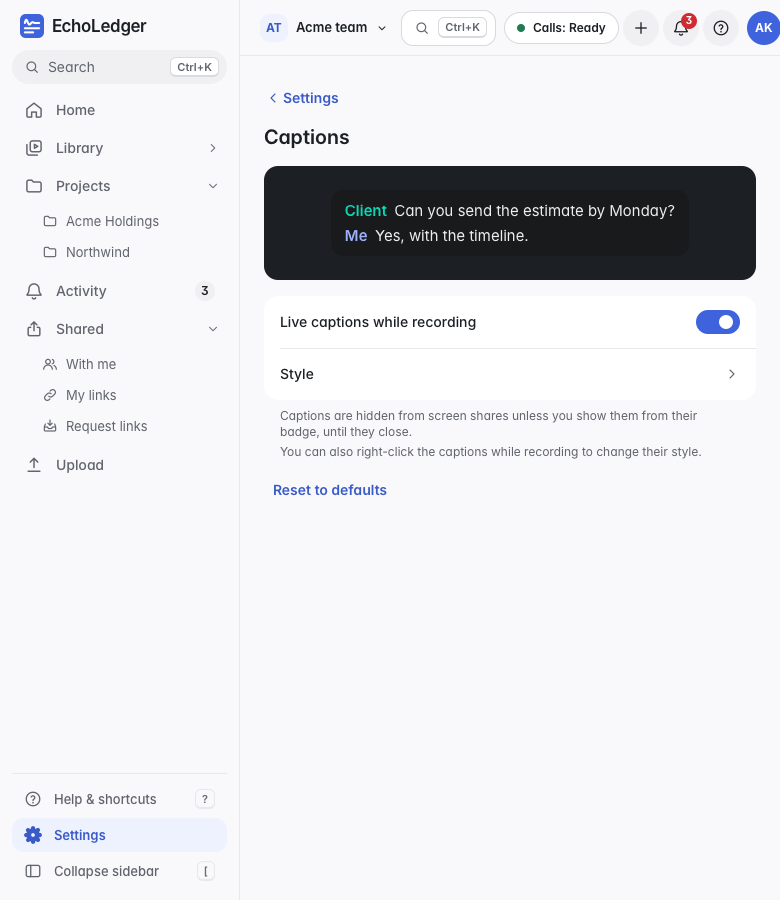 EchoLedger
Search Ctrl+K
Home
Library
Projects
Acme Holdings
Northwind
Activity 3
Shared
With me
My links
Request links
Upload
Help & shortcuts ?
Settings
Collapse sidebar [
AT Acme team Ctrl+K Calls: Ready 3 AK
Settings
Captions
Client Can you send the estimate by Monday?
Me Yes, with the timeline.
Live captions while recording
Style
Captions are hidden from screen shares unless you show them from their
badge, until they close.
You can also right-click the captions while recording to change their style.
Reset to defaults